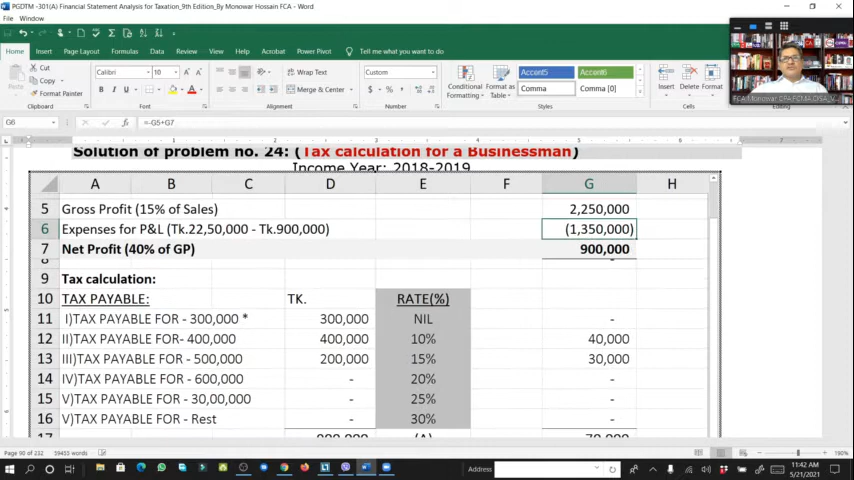 PGDTM -301(A) Financial Statement Analysis for Taxation_9th Edition_By Monowar Hossain FCA - Word
File Window
Home Insert Page Layout Formulas Data Review View Help Acrobat Power Pivot Tell me what you want to do
Cut
Copy
Format Painter
Paste
Clipboard
Calibri 10
B I U
Font
Wrap Text
Merge & Center
Alignment
Custom
Number
Conditional Formatting
Format as Table
Accent5 Accent6
Comma Comma [0]
Styles
Insert Delete Format
Cells
G6 =-G5+G7
Solution of problem no. 24: (Tax calculation for a Businessman)
Income Year: 2018-2019
A B C D E F G H
5 Gross Profit (15% of Sales) 2,250,000
6 Expenses for P&L (Tk.22,50,000 - Tk.900,000) (1,350,000)
7 Net Profit (40% of GP) 900,000
8 -
9 Tax calculation:
10 TAX PAYABLE: TK. RATE(%)
11 I)TAX PAYABLE FOR - 300,000 * 300,000 NIL -
12 II)TAX PAYABLE FOR- 400,000 400,000 10% 40,000
13 III)TAX PAYABLE FOR - 500,000 200,000 15% 30,000
14 IV)TAX PAYABLE FOR - 600,000 - 20% -
15 V)TAX PAYABLE FOR - 30,00,000 - 25% -
16 V)TAX PAYABLE FOR - Rest - 30% -
17 900,000 (A) 70,000
Page 90 of 232 59453 words 190%
Address
11:42 AM
5/21/2021